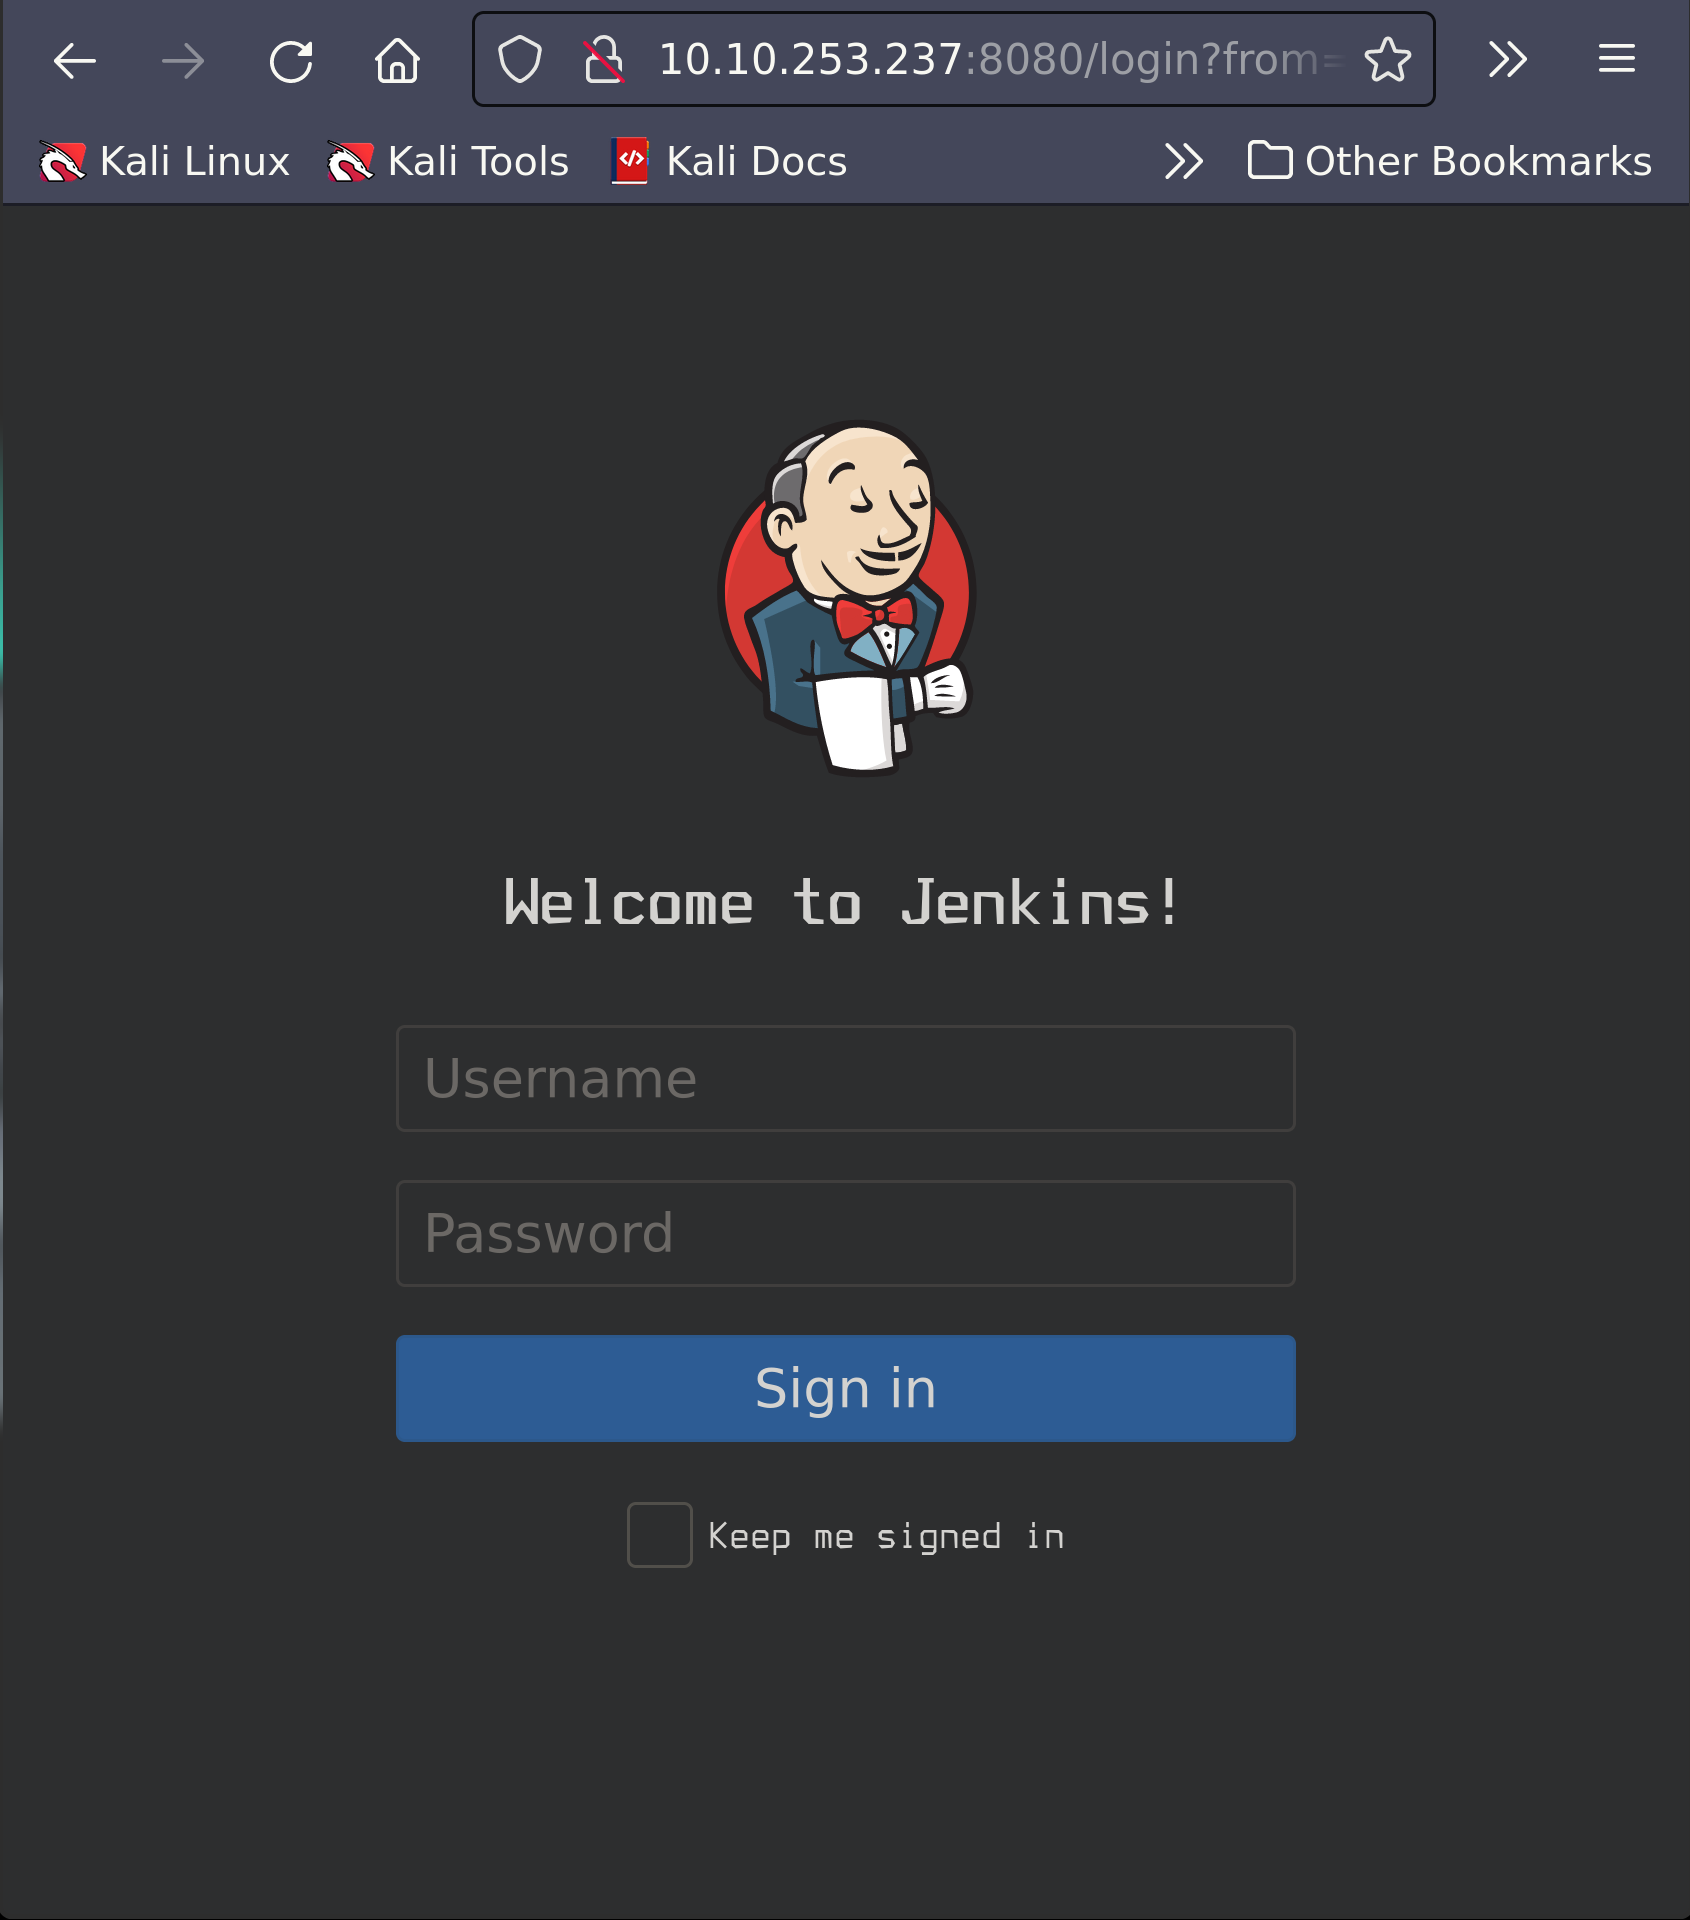 10.10.253.237:8080/login?from=
Kali Linux Kali Tools Kali Docs Other Bookmarks
Welcome to Jenkins!
Username
Password
Sign in
Keep me signed in